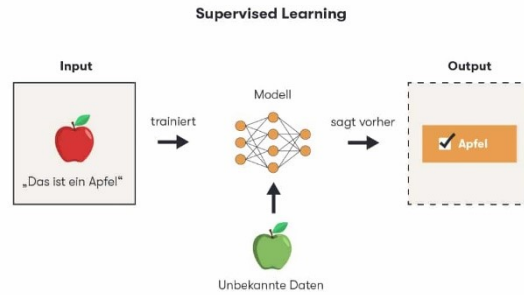 Supervised Learning
Input
Output
Modell
trainiert
sagt vorher
Apfel
„Das ist ein Apfel“
Unbekannte Daten